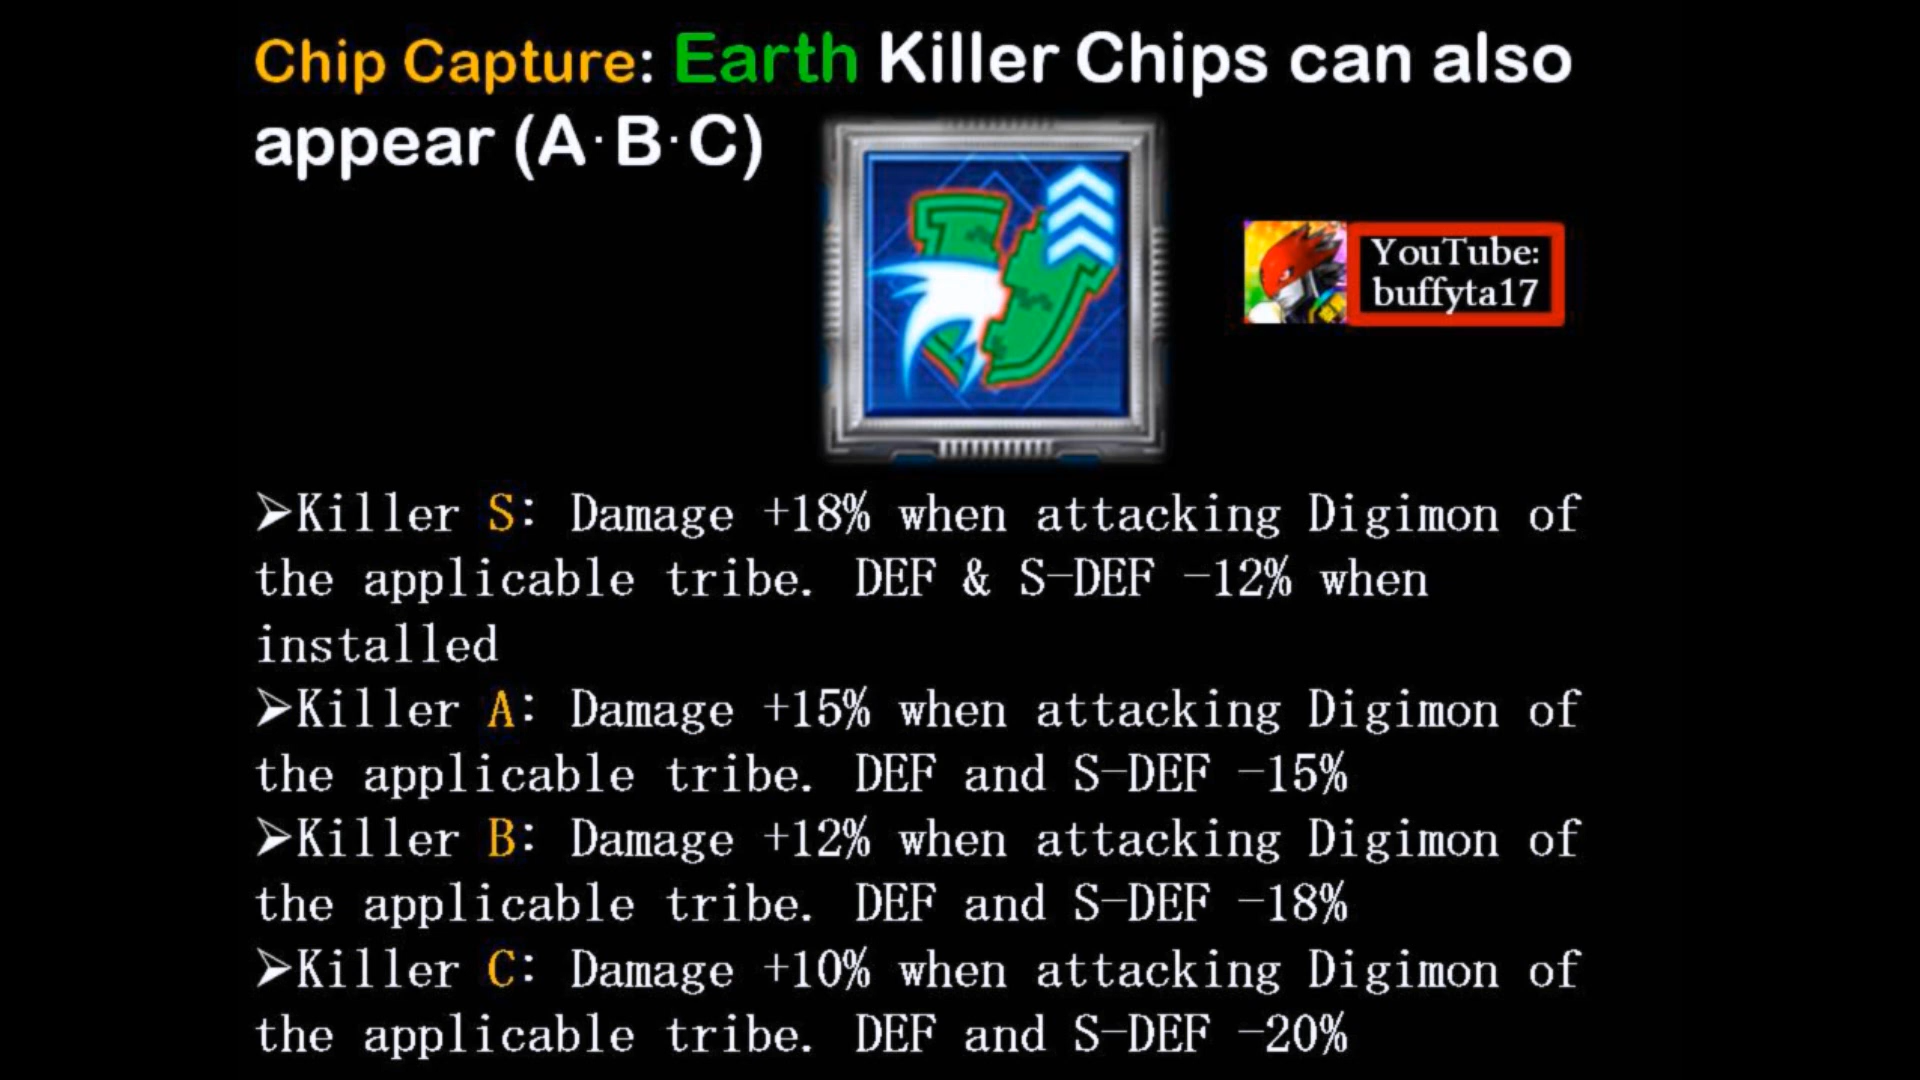 Chip Capture: Earth Killer Chips can also
appear (A·B·C)
YouTube:
buffyta17
➢Killer S: Damage +18% when attacking Digimon of
the applicable tribe. DEF & S-DEF -12% when
installed
➢Killer A: Damage +15% when attacking Digimon of
the applicable tribe. DEF and S-DEF -15%
➢Killer B: Damage +12% when attacking Digimon of
the applicable tribe. DEF and S-DEF -18%
➢Killer C: Damage +10% when attacking Digimon of
the applicable tribe. DEF and S-DEF -20%